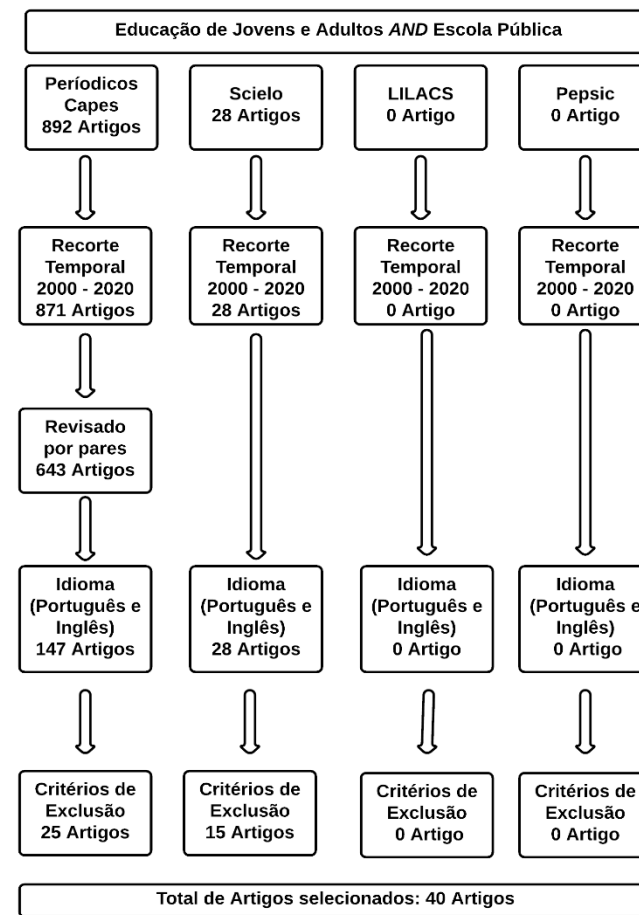 Educação de Jovens e Adultos AND Escola Pública
Períodicos
Capes
892 Artigos
Scielo
28 Artigos
LILACS
0 Artigo
Pepsic
0 Artigo
Recorte
Temporal
2000 - 2020
871 Artigos
Recorte
Temporal
2000 - 2020
28 Artigos
Recorte
Temporal
2000 - 2020
0 Artigo
Recorte
Temporal
2000 - 2020
0 Artigo
Revisado
por pares
643 Artigos
Idioma
(Português e
Inglês)
147 Artigos
Idioma
(Português e
Inglês)
28 Artigos
Idioma
(Português e
Inglês)
0 Artigo
Idioma
(Português e
Inglês)
0 Artigo
Critérios de
Exclusão
25 Artigos
Critérios de
Exclusão
15 Artigos
Critérios de
Exclusão
0 Artigo
Critérios de
Exclusão
0 Artigo
Total de Artigos selecionados: 40 Artigos